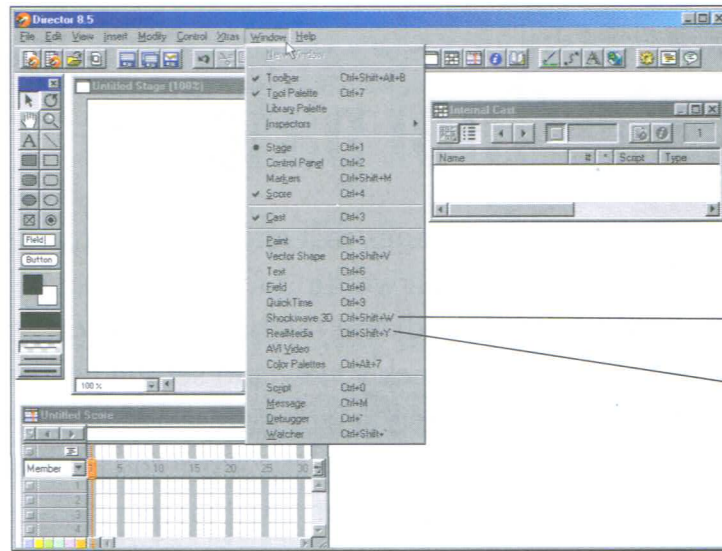 Director 8.5
File Edit View Insert Modify Control Xtras Window Help
Toolbar Ctrl+Shift+Alt+B
Tool Palette Ctrl+7
Library Palette
Inspectors
Stage Ctrl+1
Control Panel Ctrl+2
Markers Ctrl+Shift+M
Score Ctrl+4
Cast Ctrl+3
Paint Ctrl+5
Vector Shape Ctrl+Shift+V
Text Ctrl+6
Field Ctrl+8
QuickTime Ctrl+9
Shockwave 3D Ctrl+Shift+W
RealMedia Ctrl+Shift+Y
AVI Video
Color Palettes Ctrl+Alt+7
Script Ctrl+0
Message Ctrl+M
Debugger Ctrl+`
Watcher Ctrl+Shift+`
Untitled Stage (100%)
Field
Button
100%
Internal Cast
1
Name # * Script Type
Untitled Score
Member 5 10 15 20 25 30
1
2
3
4